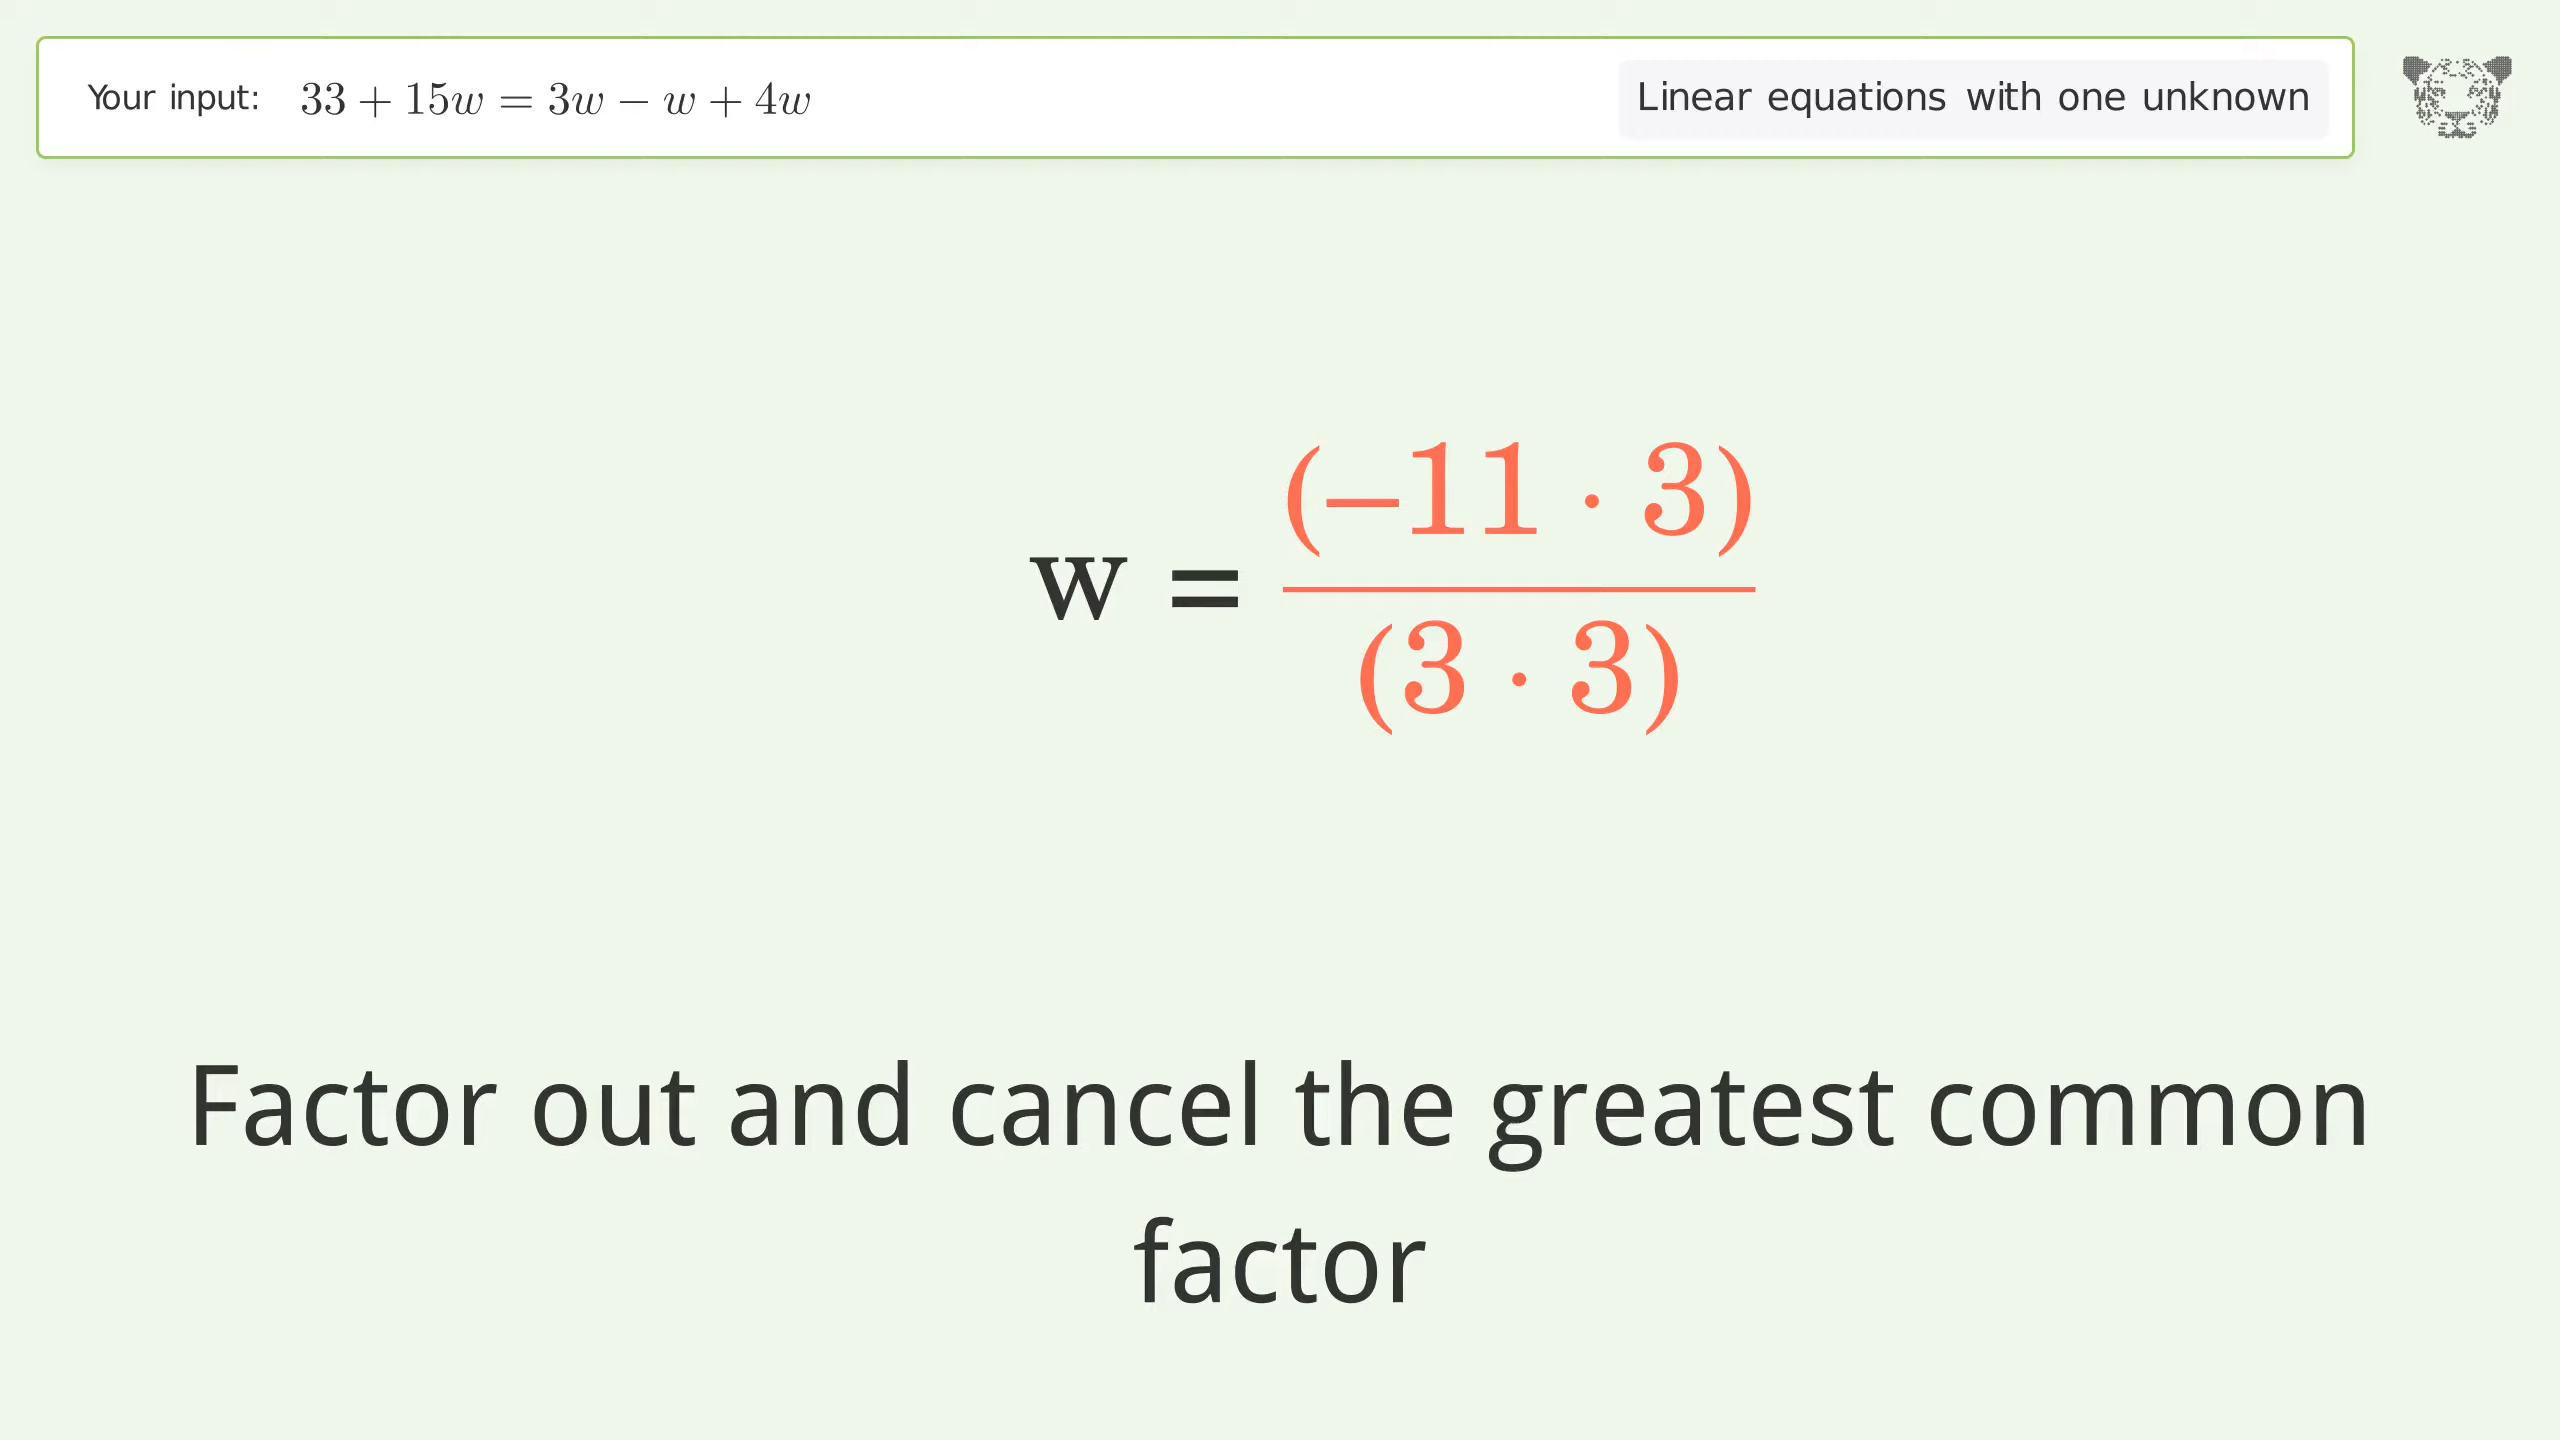 Your input: 33 + 15w = 3w − w + 4w
Linear equations with one unknown
w = (−11 · 3) / (3 · 3)
Factor out and cancel the greatest common
factor